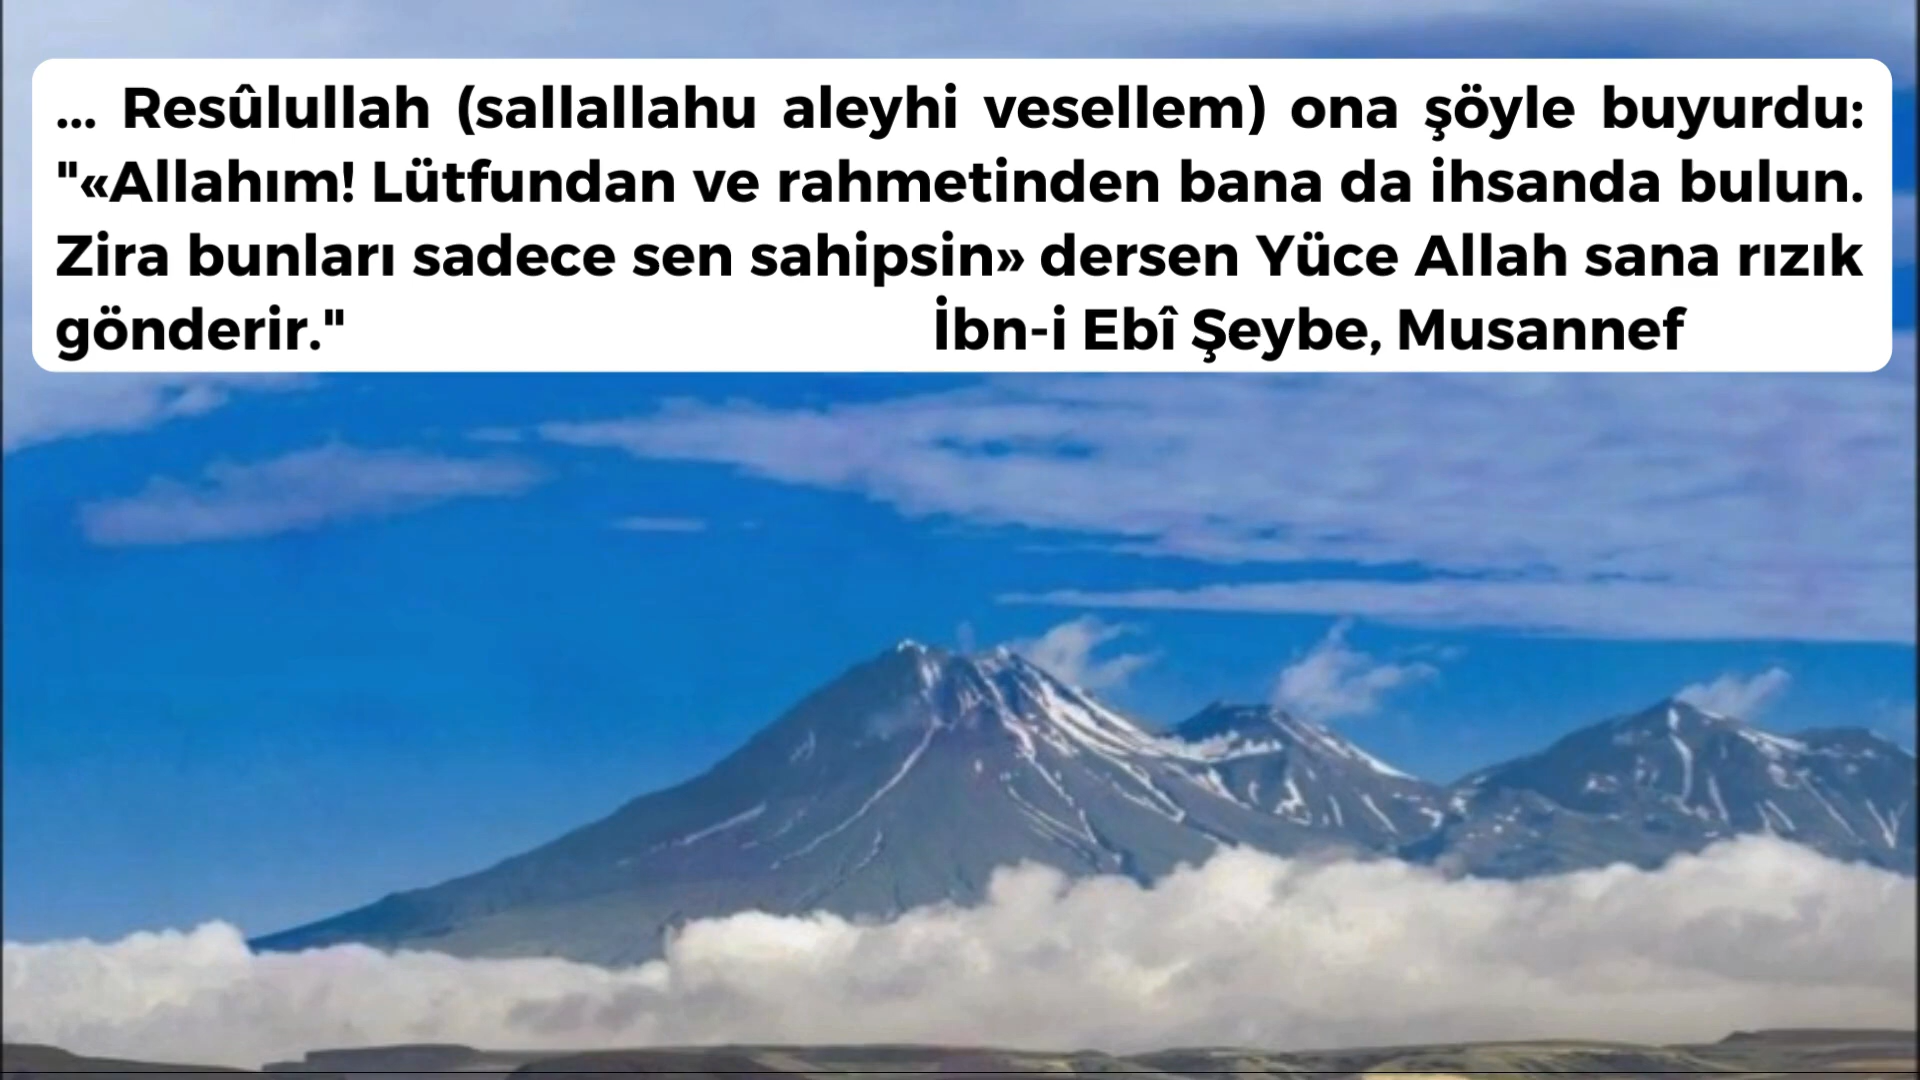 ... Resûlullah (sallallahu aleyhi vesellem) ona şöyle buyurdu:
"«Allahım! Lütfundan ve rahmetinden bana da ihsanda bulun.
Zira bunları sadece sen sahipsin» dersen Yüce Allah sana rızık
gönderir." İbn-i Ebî Şeybe, Musannef